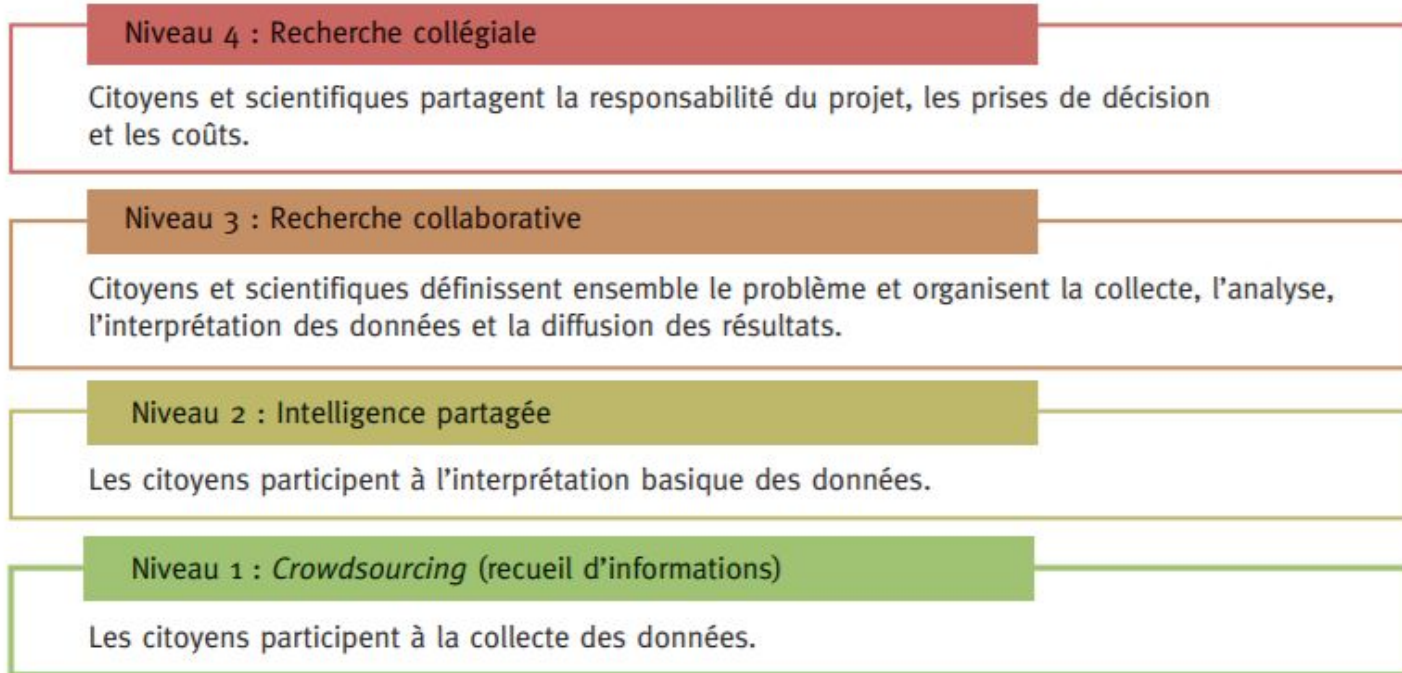 Niveau 4 : Recherche collégiale
Citoyens et scientifiques partagent la responsabilité du projet, les prises de décision
et les coûts.
Niveau 3 : Recherche collaborative
Citoyens et scientifiques définissent ensemble le problème et organisent la collecte, l’analyse,
l’interprétation des données et la diffusion des résultats.
Niveau 2 : Intelligence partagée
Les citoyens participent à l’interprétation basique des données.
Niveau 1 : Crowdsourcing (recueil d’informations)
Les citoyens participent à la collecte des données.